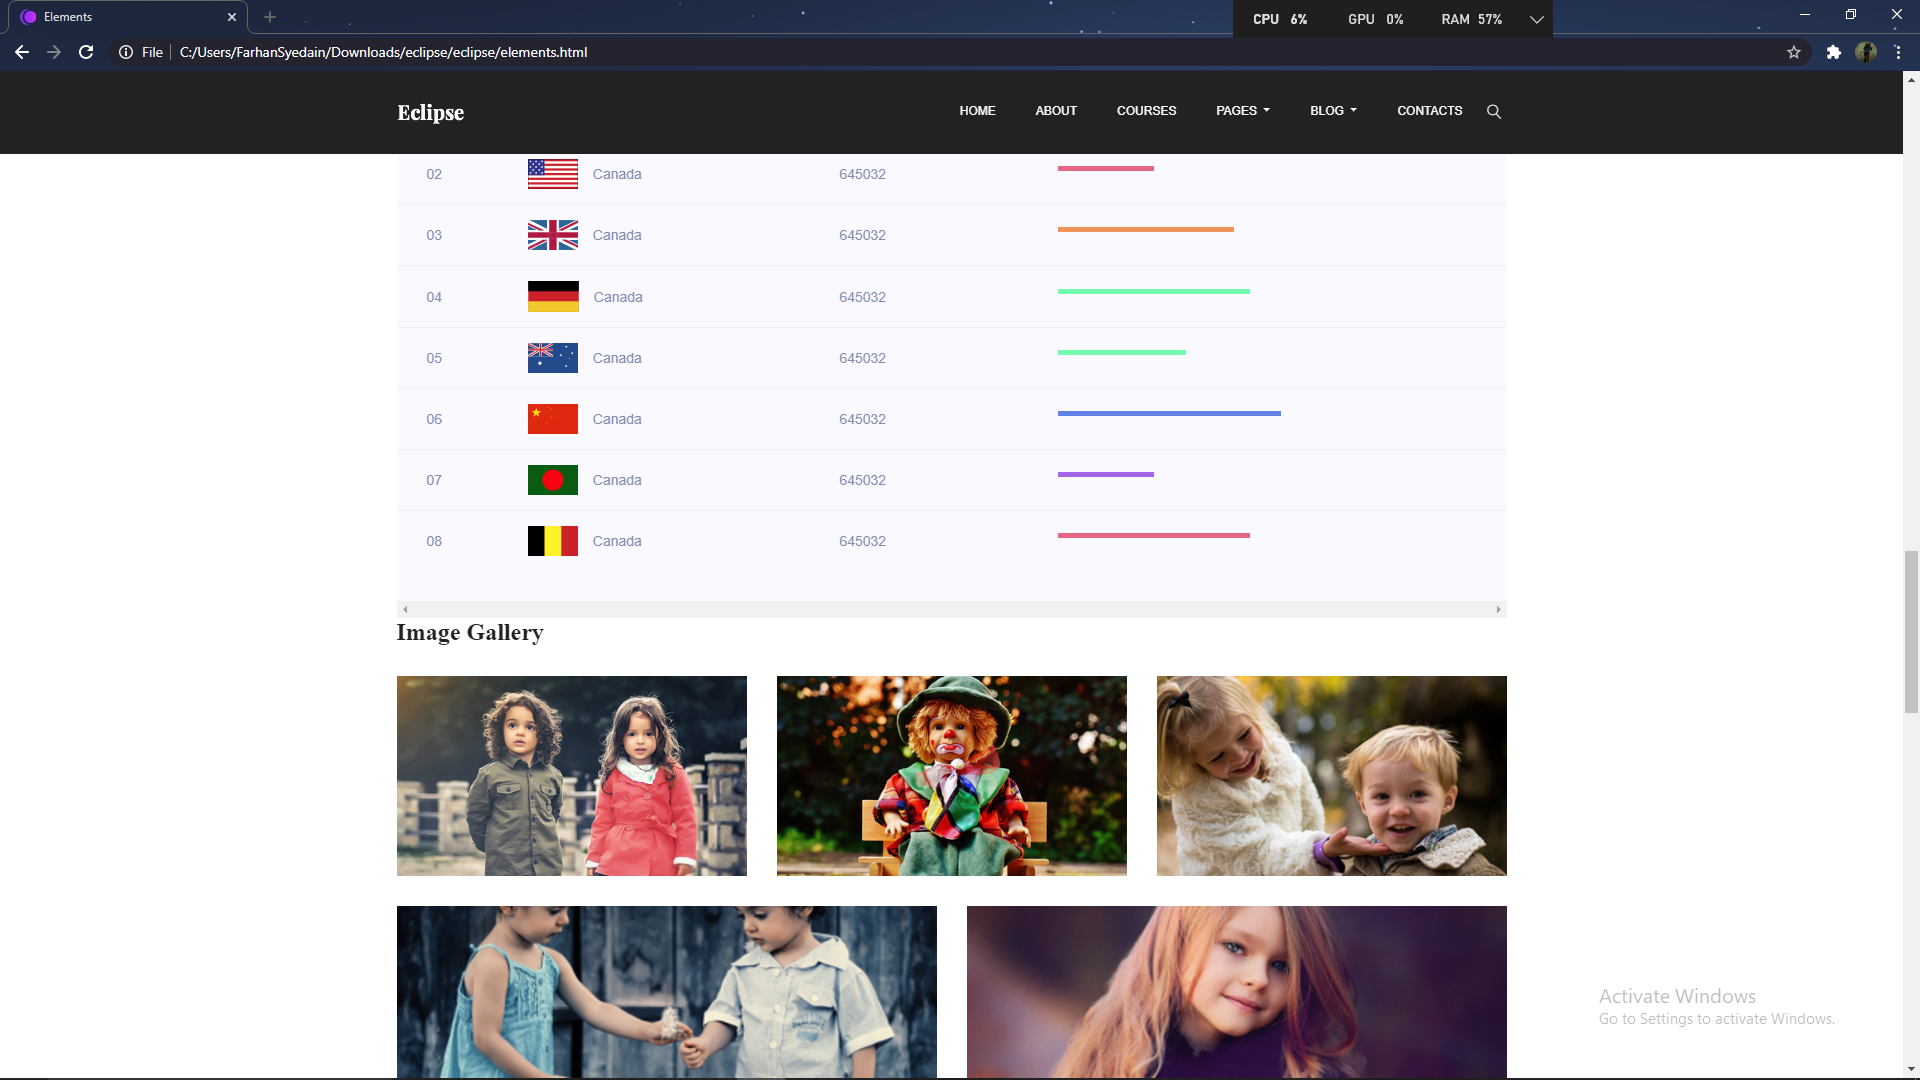 Elements
CPU 6% GPU 0% RAM 57%
File C:/Users/FarhanSyedain/Downloads/eclipse/eclipse/elements.html
Eclipse HOME ABOUT COURSES PAGES BLOG CONTACTS
02 Canada 645032
03 Canada 645032
04 Canada 645032
05 Canada 645032
06 Canada 645032
07 Canada 645032
08 Canada 645032
Image Gallery
Activate Windows
Go to Settings to activate Windows.